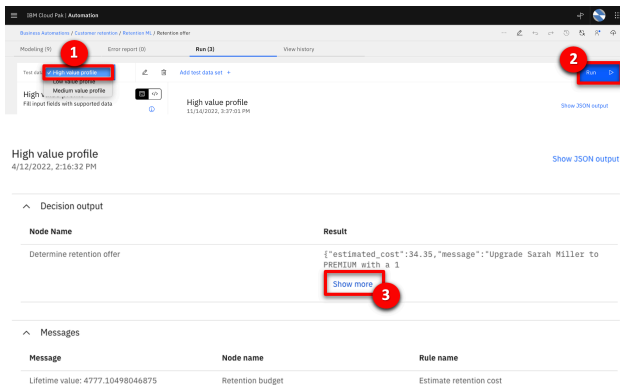 IBM Cloud Pak | Automation
Business Automations / Customer retention / Retention ML / Retention offer
Modeling (9) Error report (0) Run (3) View history
1
2
Test data ✓ High value profile Add test data set + Run
Low value profile
Medium value profile
High
Fill input fields with supported data
High value profile
11/14/2022, 3:37:01 PM
Show JSON output
High value profile
4/12/2022, 2:16:32 PM
Show JSON output
Decision output
Node Name Result
Determine retention offer {"estimated_cost":34.35,"message":"Upgrade Sarah Miller to
PREMIUM with a 1
Show more
3
Messages
Message Node name Rule name
Lifetime value: 4777.10498046875 Retention budget Estimate retention cost